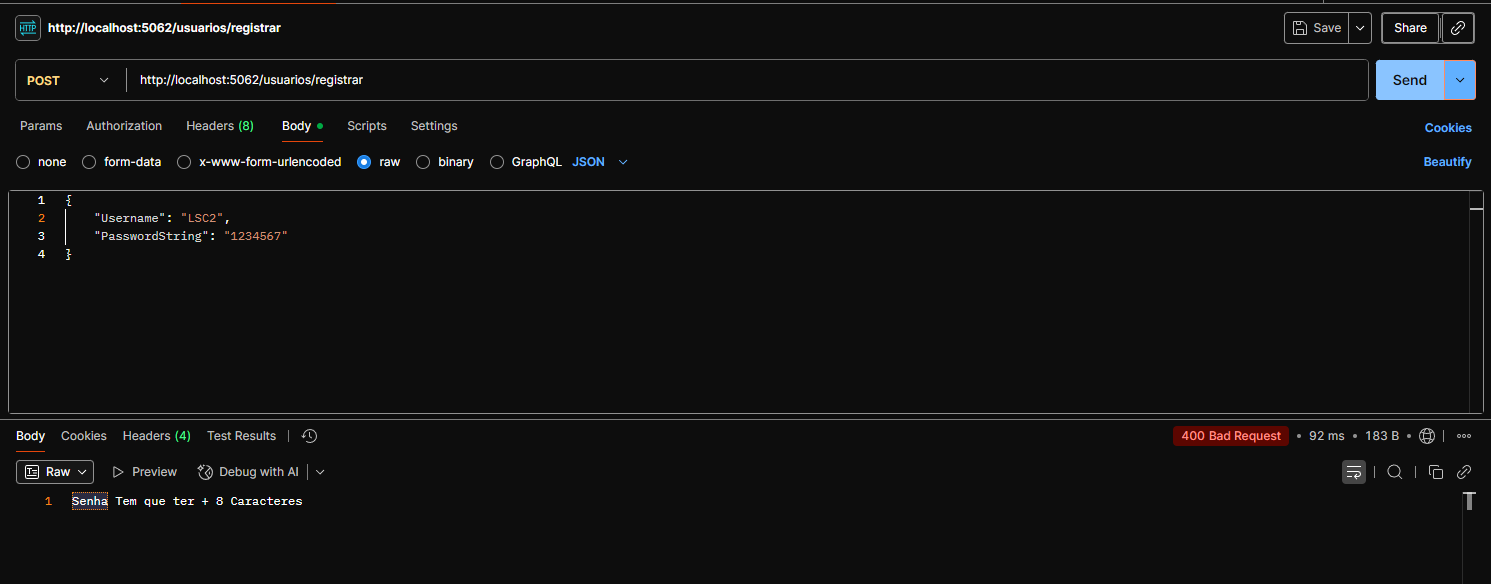 HTTP http://localhost:5062/usuarios/registrar Save Share
POST http://localhost:5062/usuarios/registrar Send
Params Authorization Headers (8) Body Scripts Settings Cookies
none form-data x-www-form-urlencoded raw binary GraphQL JSON Beautify
1 {
2 "Username": "LSC2",
3 "PasswordString": "1234567"
4 }
Body Cookies Headers (4) Test Results 400 Bad Request • 92 ms • 183 B •
Raw Preview Debug with AI
1 Senha Tem que ter + 8 Caracteres